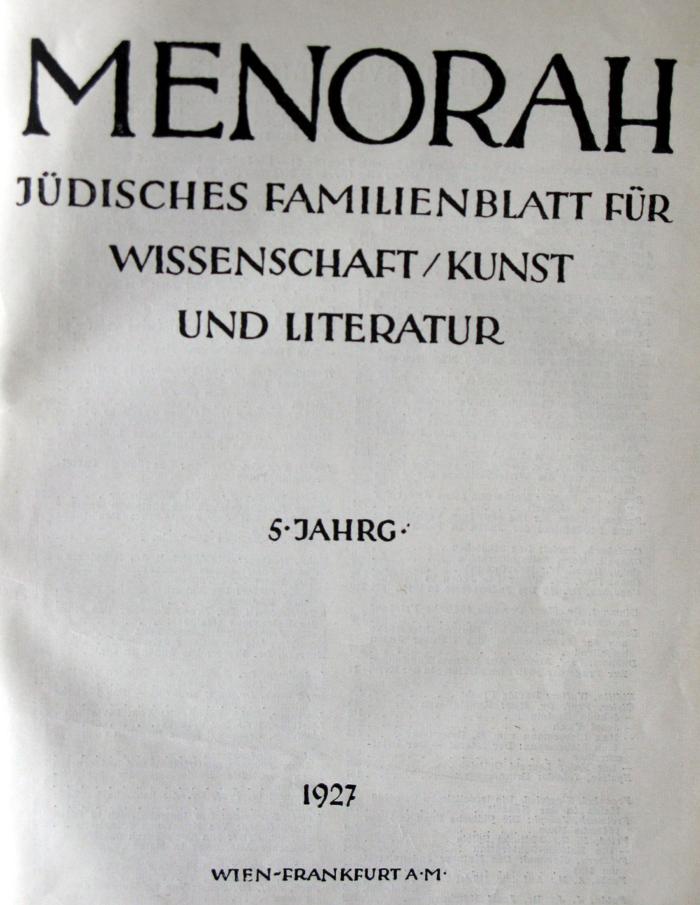 MENORAH
JÜDISCHES FAMILIENBLATT FÜR
WISSENSCHAFT/KUNST
UND LITERATUR
5·JAHRG·
1927
WIEN-FRANKFURT A·M·